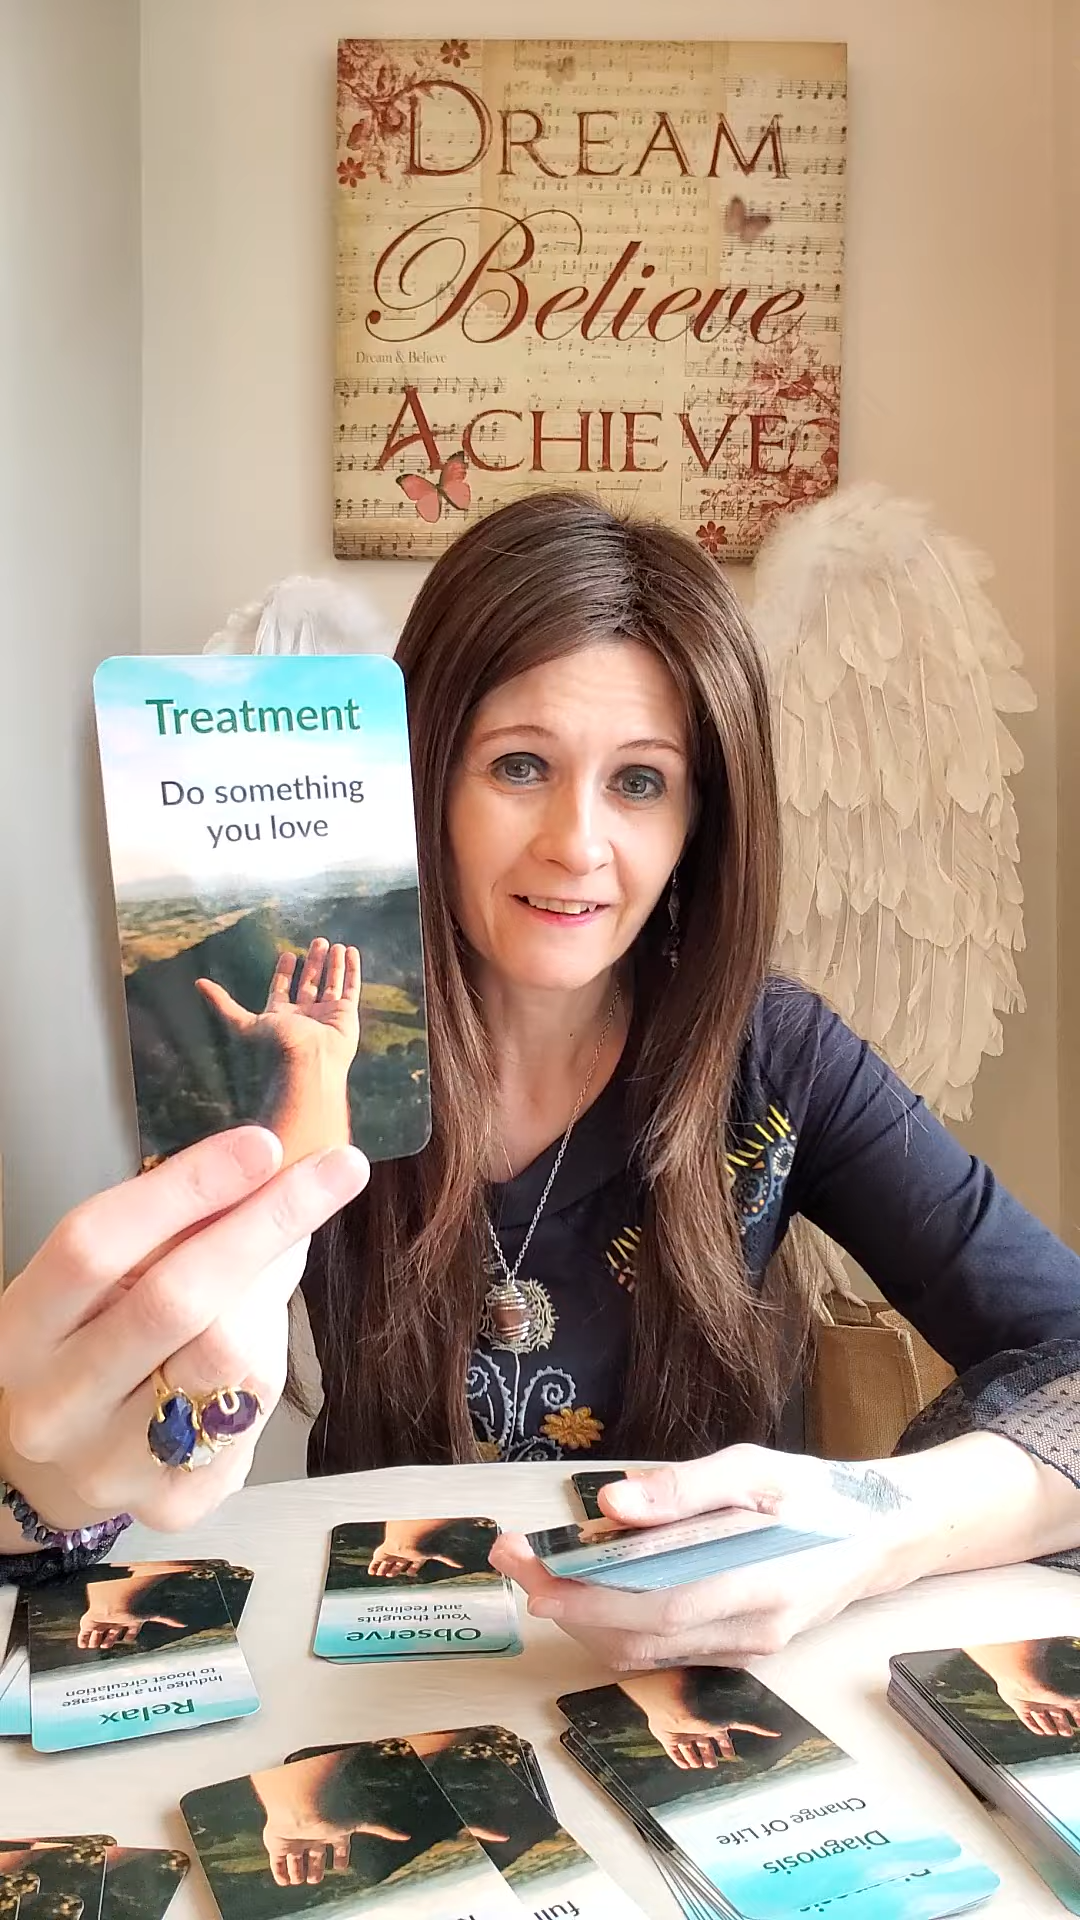 DREAM
Believe
Dream & Believe
ACHIEVE
Treatment
Do something
you love
Observe
Your thoughts
and feelings
Relax
Indulge in a massage
to boost circulation
Diagnosis
Change Of Life
full